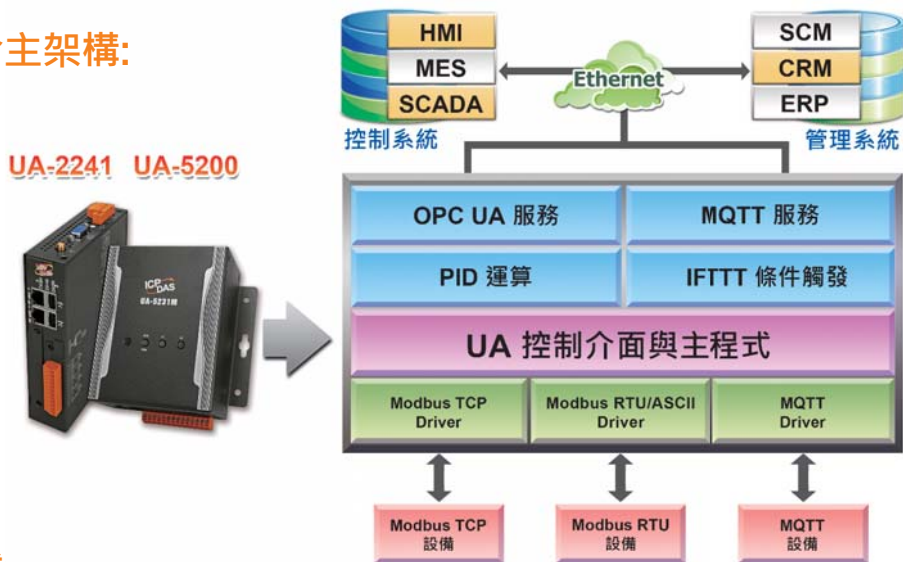 主架構:
HMI
MES
SCADA
控制系統
Ethernet
SCM
CRM
ERP
管理系統
UA-2241 UA-5200
ICP DAS
UA-5231M
OPC UA 服務
MQTT 服務
PID 運算
IFTTT 條件觸發
UA 控制介面與主程式
Modbus TCP
Driver
Modbus RTU/ASCII
Driver
MQTT
Driver
Modbus TCP
設備
Modbus RTU
設備
MQTT
設備